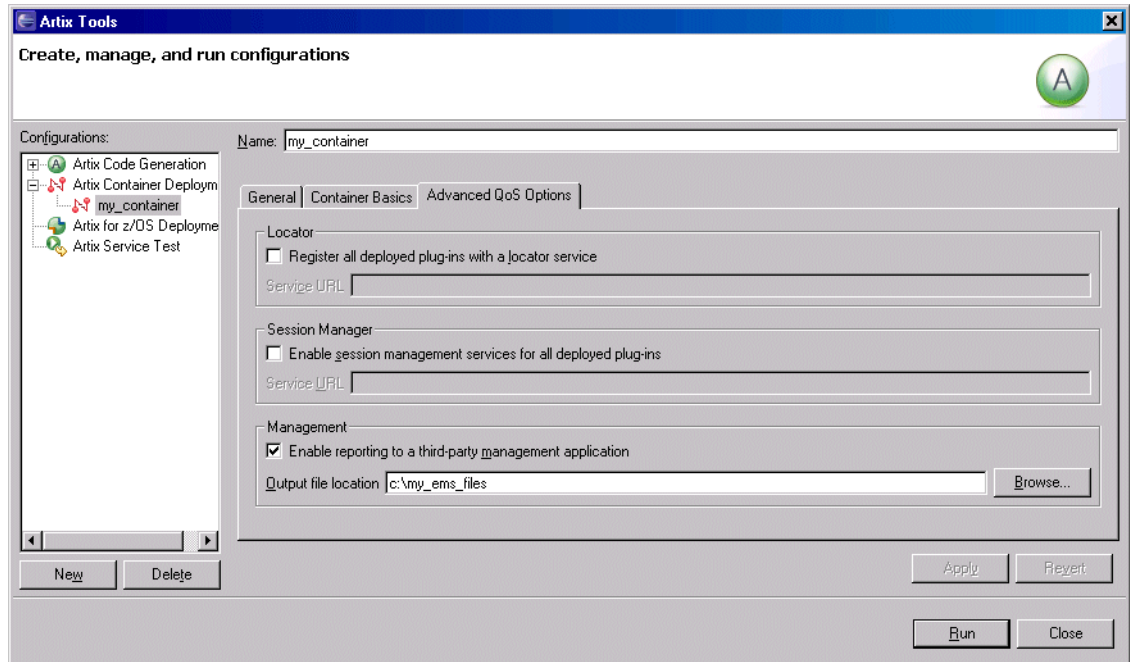 Artix Tools
Create, manage, and run configurations
A
Configurations:
Artix Code Generation
Artix Container Deploym
my_container
Artix for z/OS Deployme
Artix Service Test
New
Delete
Name: my_container
General
Container Basics
Advanced QoS Options
Locator
Register all deployed plug-ins with a locator service
Service URL
Session Manager
Enable session management services for all deployed plug-ins
Service URL
Management
Enable reporting to a third-party management application
Output file location c:\my_ems_files
Browse...
Apply
Revert
Run
Close